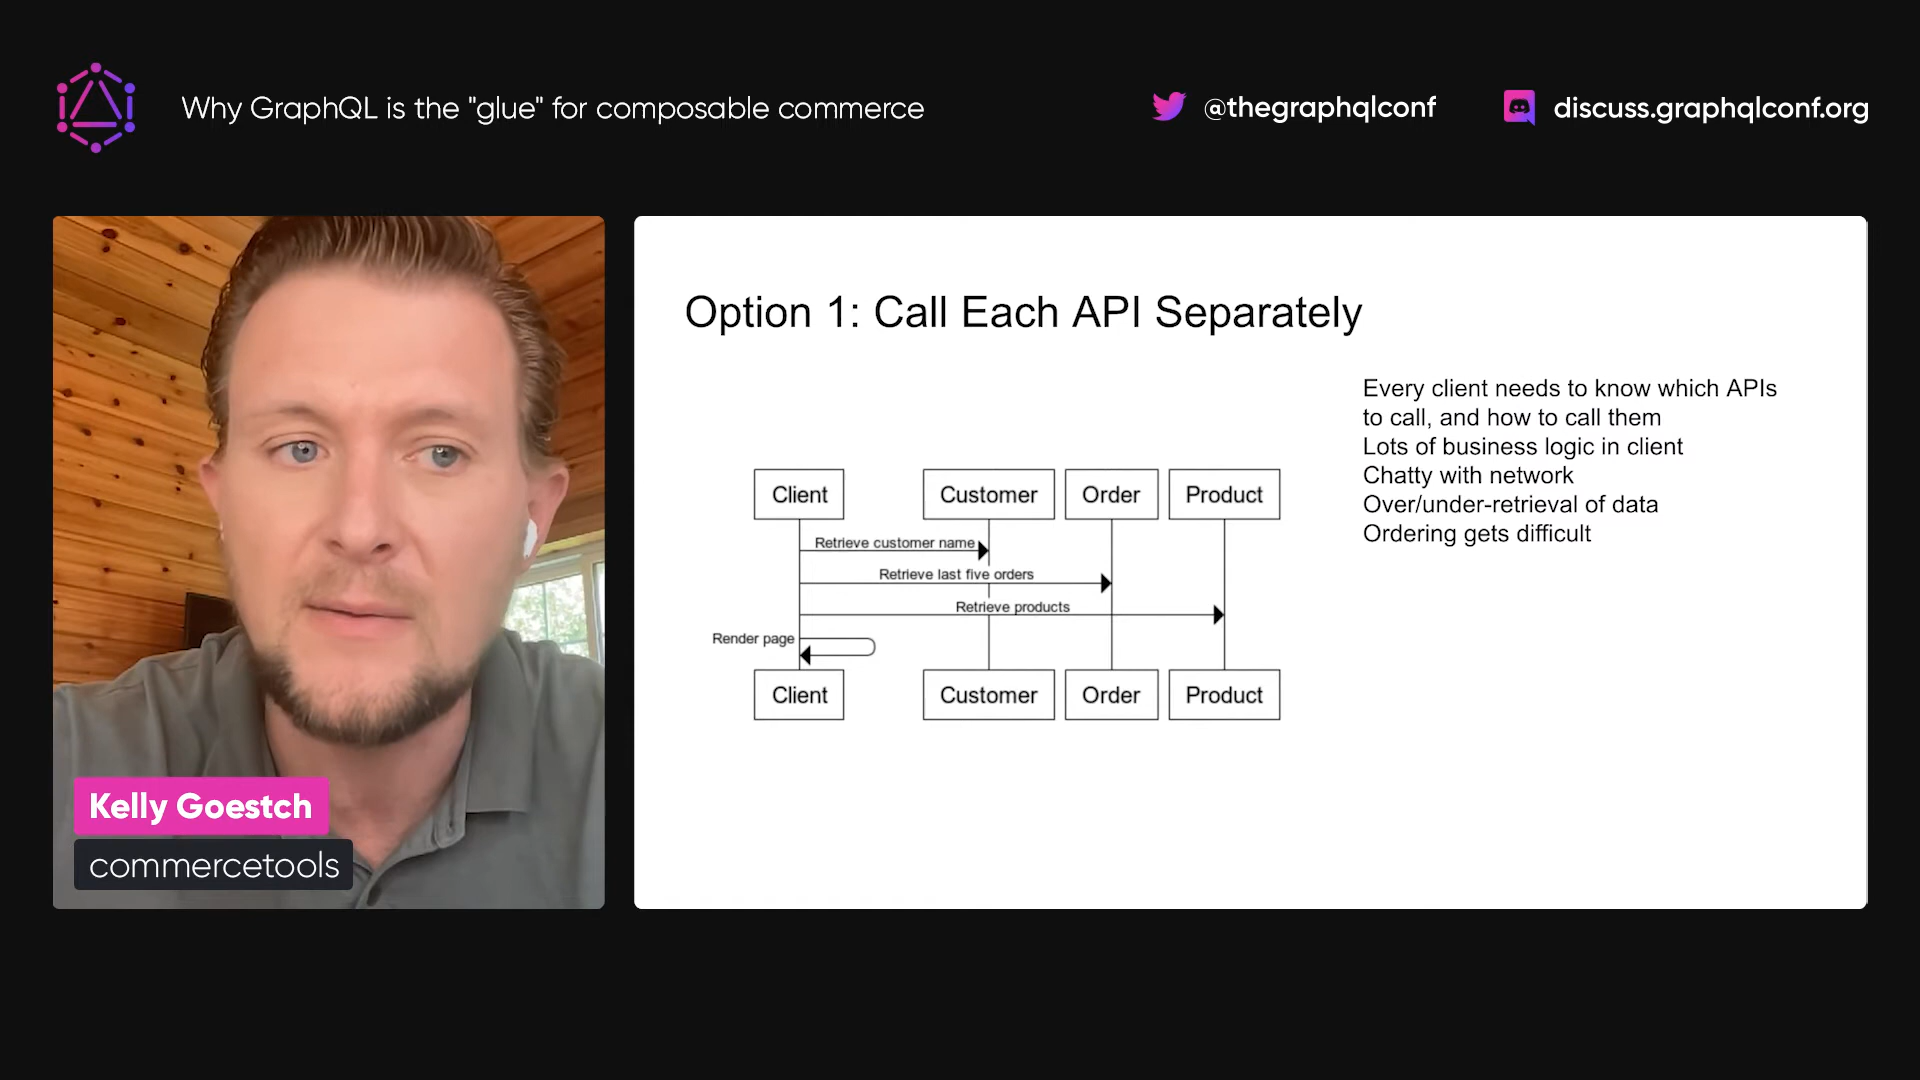 Why GraphQL is the "glue" for composable commerce
@thegraphqlconf
discuss.graphqlconf.org
Option 1: Call Each API Separately
Every client needs to know which APIs
to call, and how to call them
Lots of business logic in client
Chatty with network
Over/under-retrieval of data
Ordering gets difficult
Client
Customer
Order
Product
Retrieve customer name
Retrieve last five orders
Retrieve products
Render page
Client
Customer
Order
Product
Kelly Goestch
commercetools